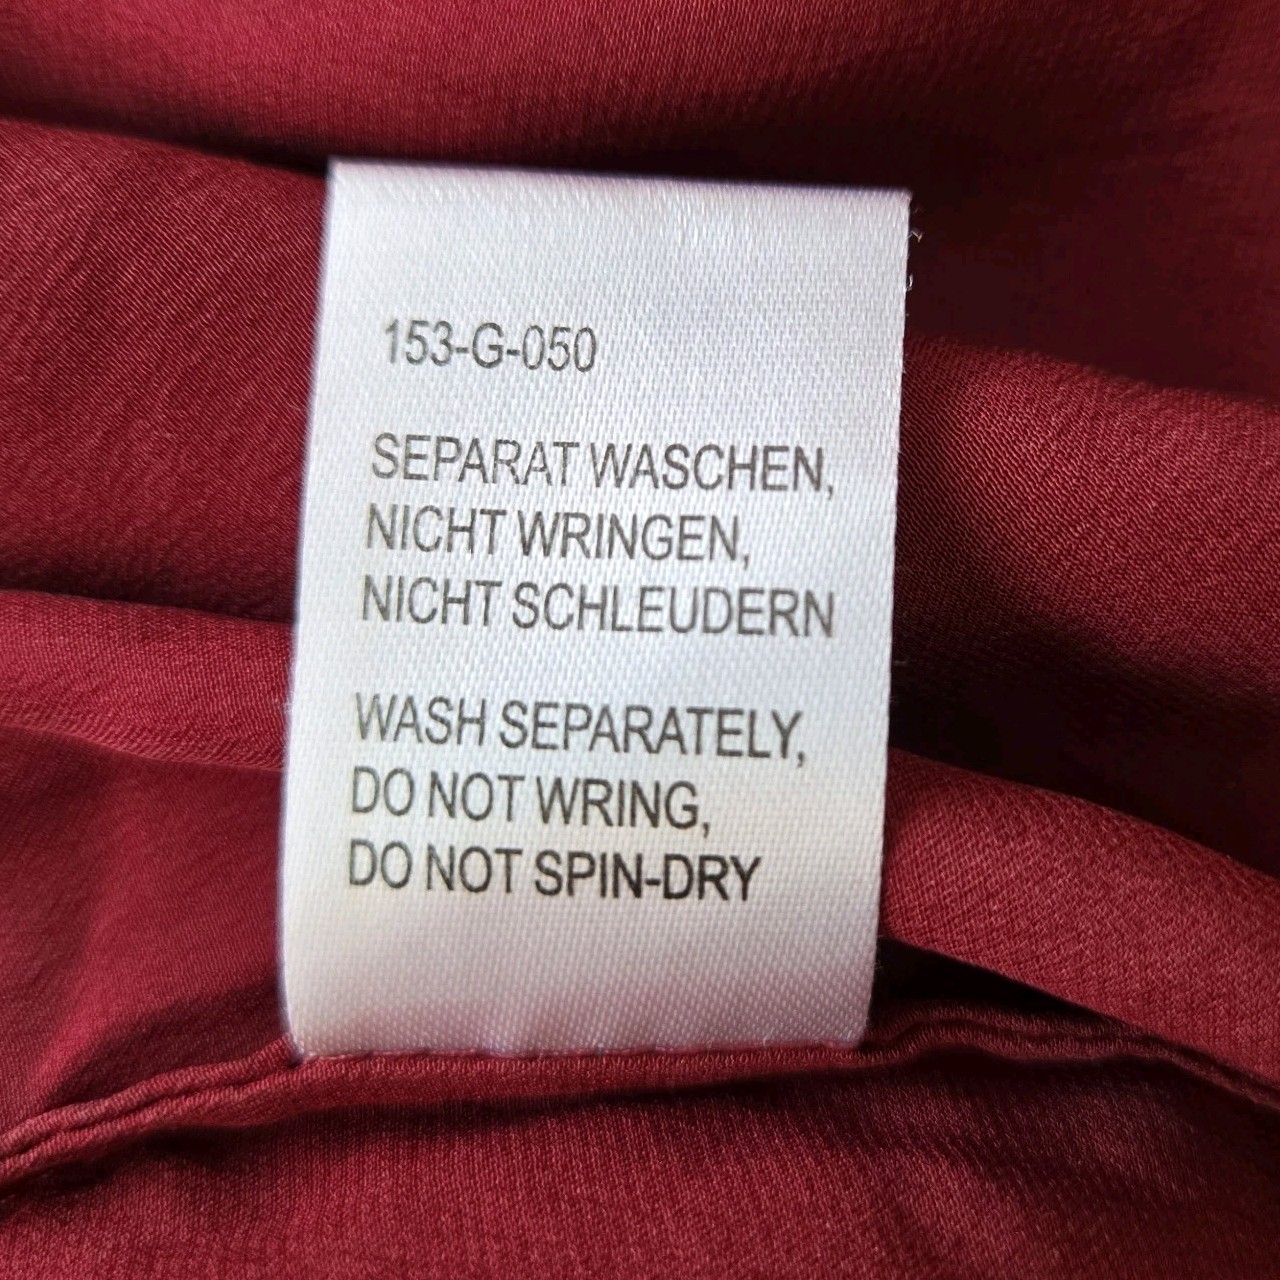 153-G-050
SEPARAT WASCHEN,
NICHT WRINGEN,
NICHT SCHLEUDERN
WASH SEPARATELY,
DO NOT WRING,
DO NOT SPIN-DRY